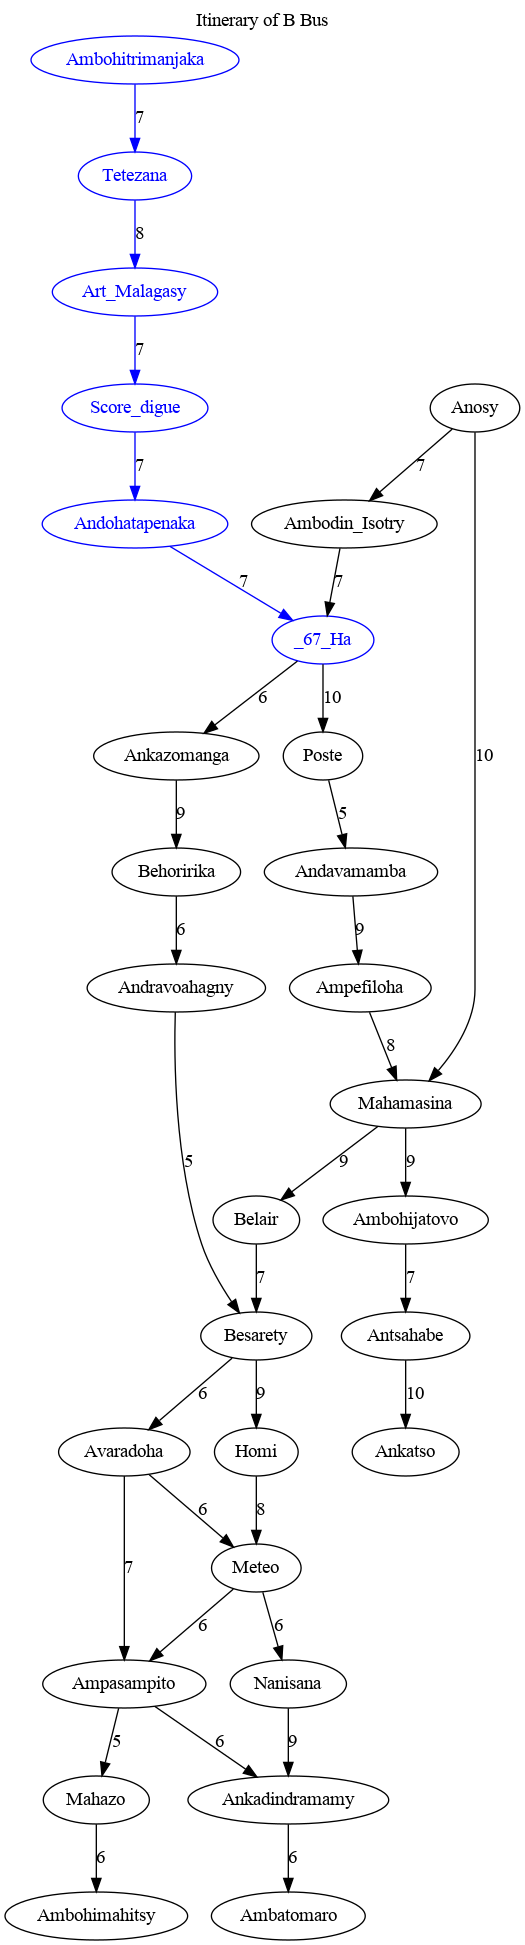 Itinerary of B Bus
Ambohitrimanjaka
7
Tetezana
8
Art_Malagasy
7
Score_digue
Anosy
7
7
Andohatapenaka
Ambodin_Isotry
7
7
_67_Ha
6
10
10
Ankazomanga
Poste
9
5
Behoririka
Andavamamba
6
9
Andravoahagny
Ampefiloha
8
Mahamasina
5
9
9
Belair
Ambohijatovo
7
7
Besarety
Antsahabe
6
9
10
Avaradoha
Homi
Ankatso
6
8
7
Meteo
6
6
Ampasampito
Nanisana
5
6
9
Mahazo
Ankadindramamy
6
6
Ambohimahitsy
Ambatomaro